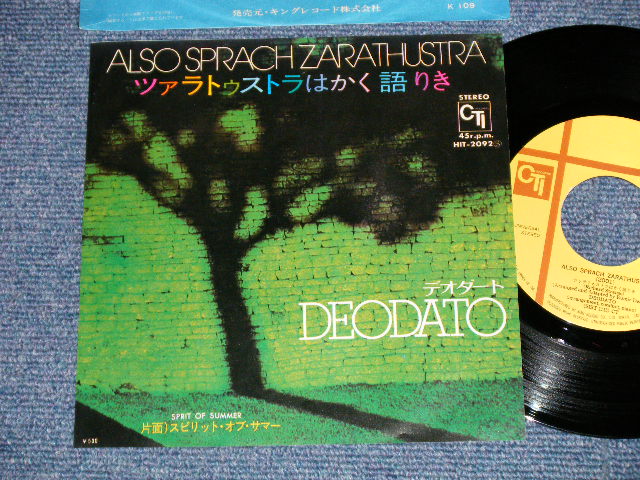 発売元・キングレコード株式会社
K 109
ALSO SPRACH ZARATHUSTRA
ツァラトゥストラはかく語りき
STEREO
CTI
45r.p.m.
HIT-2092
デオダート
DEODATO
SPRIT OF SUMMER
片面)スピリット・オブ・サマー
CTI
STEREO
ALSO SPRACH ZARATHUST
DEODATO